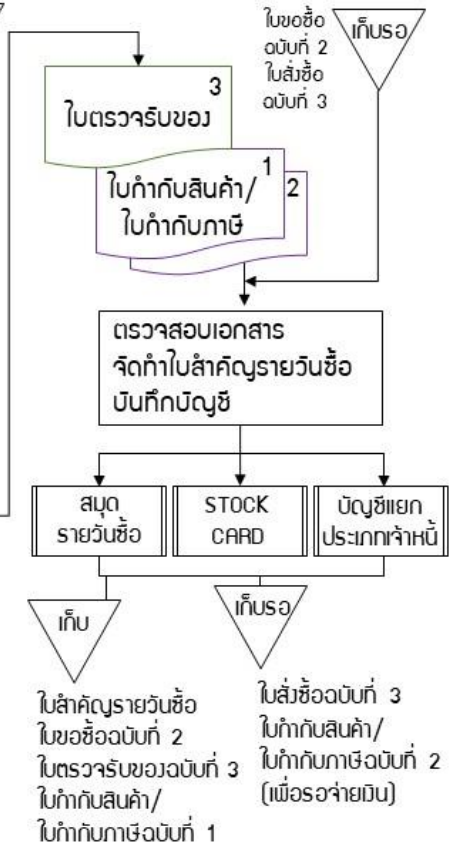 ใบขอซื้อ
ฉบับที่ 2
ใบสั่งซื้อ
ฉบับที่ 3
เก็บรอ
3
ใบตรวจรับของ
1
ใบกำกับสินค้า/
ใบกำกับภาษี
2
ตรวจสอบเอกสาร
จัดทำใบสำคัญรายวันซื้อ
บันทึกบัญชี
สมุด
รายวันซื้อ
STOCK
CARD
บัญชีแยก
ประเภทเจ้าหนี้
เก็บ
เก็บรอ
ใบสำคัญรายวันซื้อ
ใบขอซื้อฉบับที่ 2
ใบตรวจรับของฉบับที่ 3
ใบกำกับสินค้า/
ใบกำกับภาษีฉบับที่ 1
ใบสั่งซื้อฉบับที่ 3
ใบกำกับสินค้า/
ใบกำกับภาษีฉบับที่ 2
(เพื่อรอจ่ายเงิน)